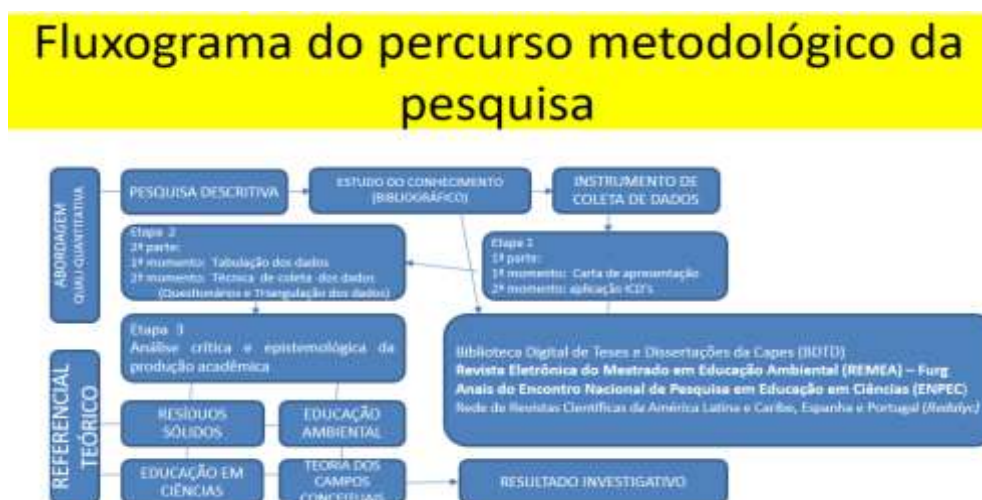 Fluxograma do percurso metodológico da
pesquisa
ABORDAGEM
QUALI-QUANTITATIVA
PESQUISA DESCRITIVA
ESTUDO DO CONHECIMENTO
(BIBLIOGRÁFICO)
INSTRUMENTO DE
COLETA DE DADOS
Etapa 2
2ª parte:
1º momento: Tabulação dos dados
2º momento: Técnica de coleta dos dados
(Questionários e Triangulação dos dados)
Etapa 1
1ª parte:
1º momento: Carta de apresentação
2º momento: aplicação ICD's
Etapa 3
Análise crítica e epistemológica da
produção acadêmica
Biblioteca Digital de Teses e Dissertações da Capes (BDTD)
Revista Eletrônica do Mestrado em Educação Ambiental (REMEA) – Furg
Anais do Encontro Nacional de Pesquisa em Educação em Ciências (ENPEC)
Rede de Revistas Científicas da América Latina e Caribe, Espanha e Portugal (Redalyc)
REFERENCIAL
TEÓRICO
RESÍDUOS
SÓLIDOS
EDUCAÇÃO
AMBIENTAL
EDUCAÇÃO EM
CIÊNCIAS
TEORIA DOS
CAMPOS
CONCEITUAIS
RESULTADO INVESTIGATIVO